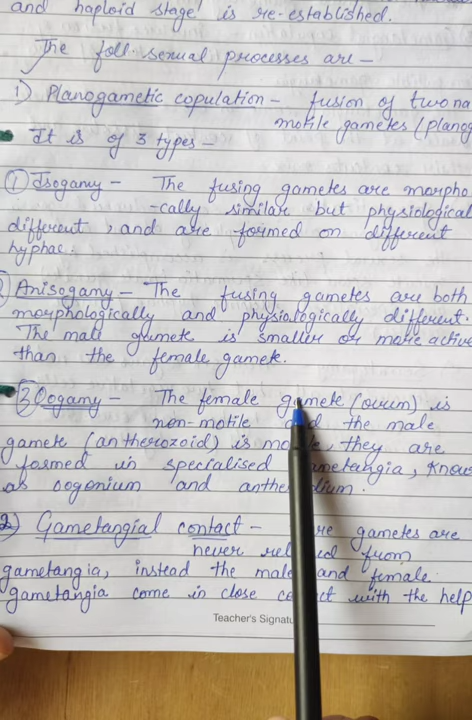 and haploid stage is re-established.
The foll. sexual processes are —
1) Planogametic copulation — fusion of two na
motile gametes (planog
It is of 3 types —
① Isogamy — The fusing gametes are morpho
-cally similar but physiological
different, and are formed on different
hyphae.
Anisogamy — The fusing gametes are both
morphologically and physiologically different.
The male gamete is smaller or more active
than the female gamete.
③ Oogamy — The female gamete (ovum) is
non-motile the male
gamete (antherozoid) is they are
formed in specialised known
as oogonium and
2) Gametangial contact — gametes are
never from
gametangia, instead the male and female
gametangia come in close with the help
Teacher's Signatu